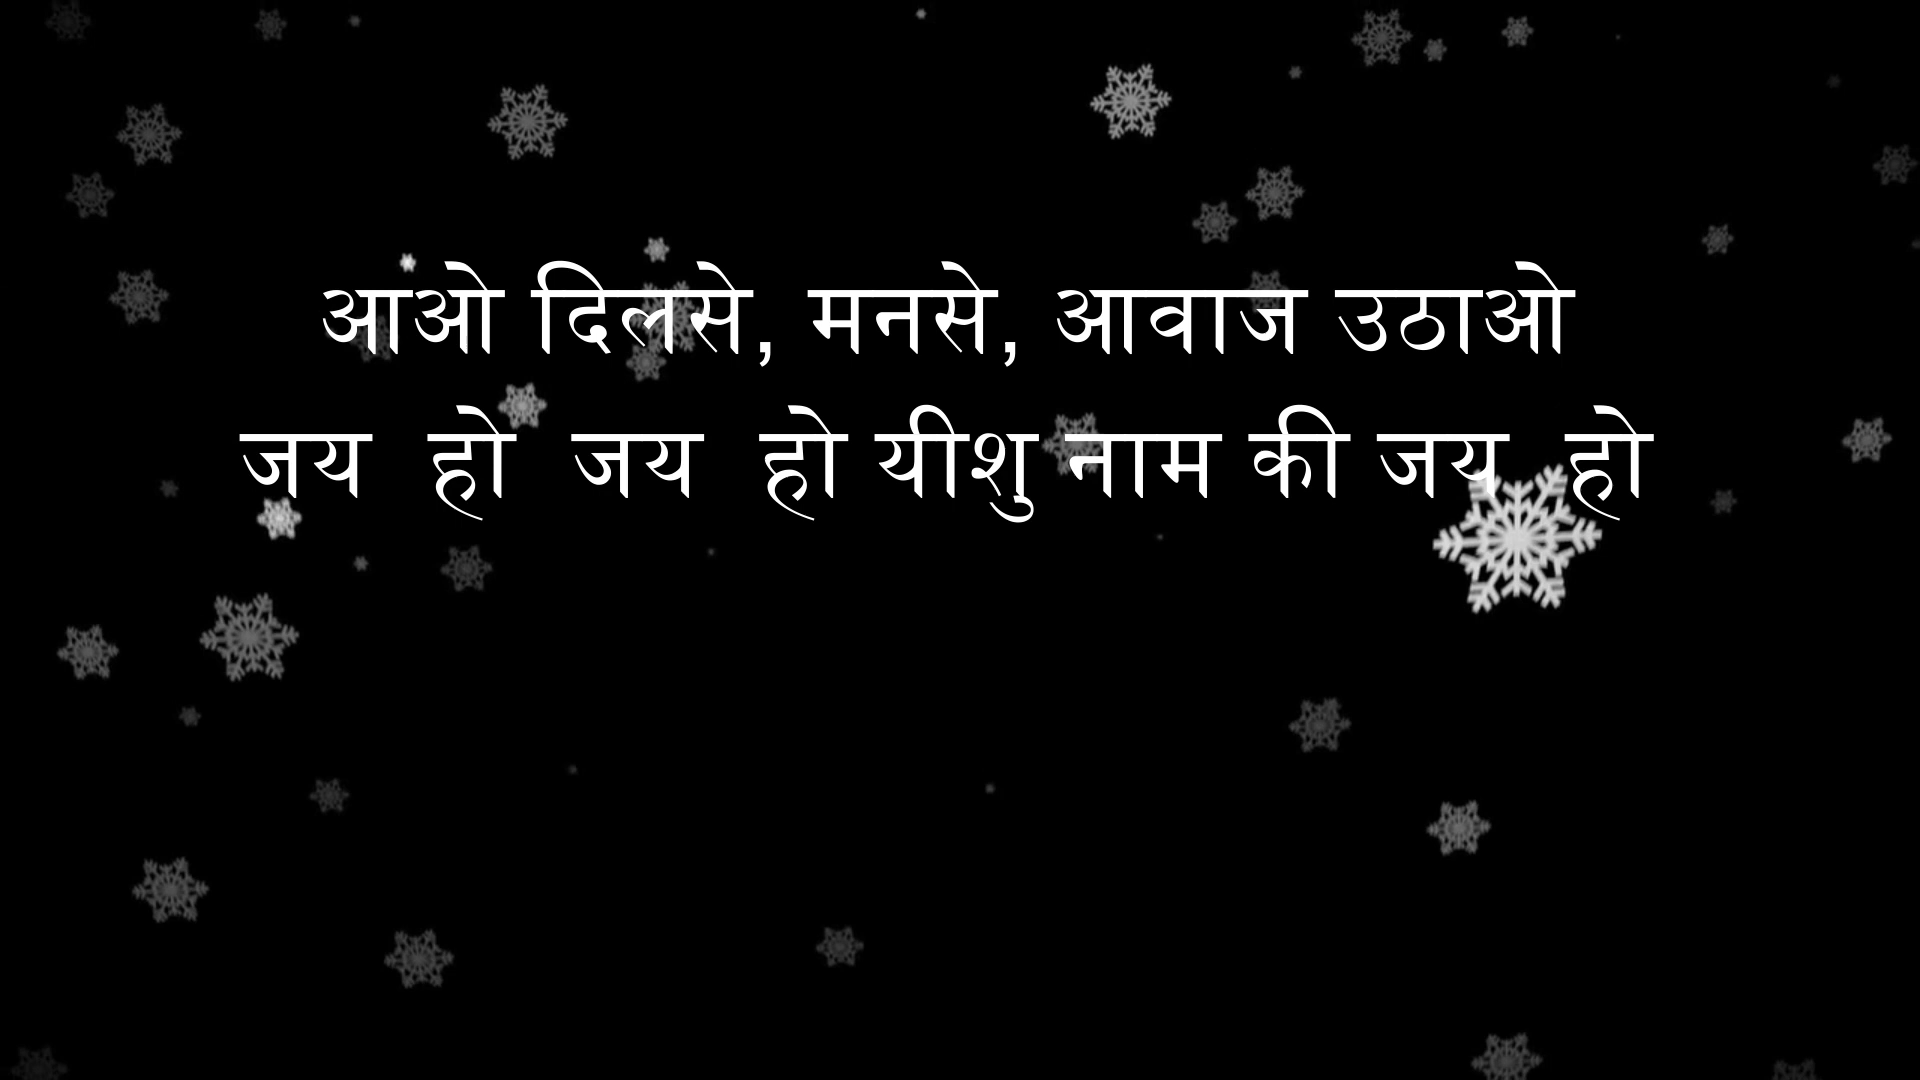 आओ दिलसे, मनसे, आवाज उठाओ
जय हो जय हो यीशु नाम की जय हो